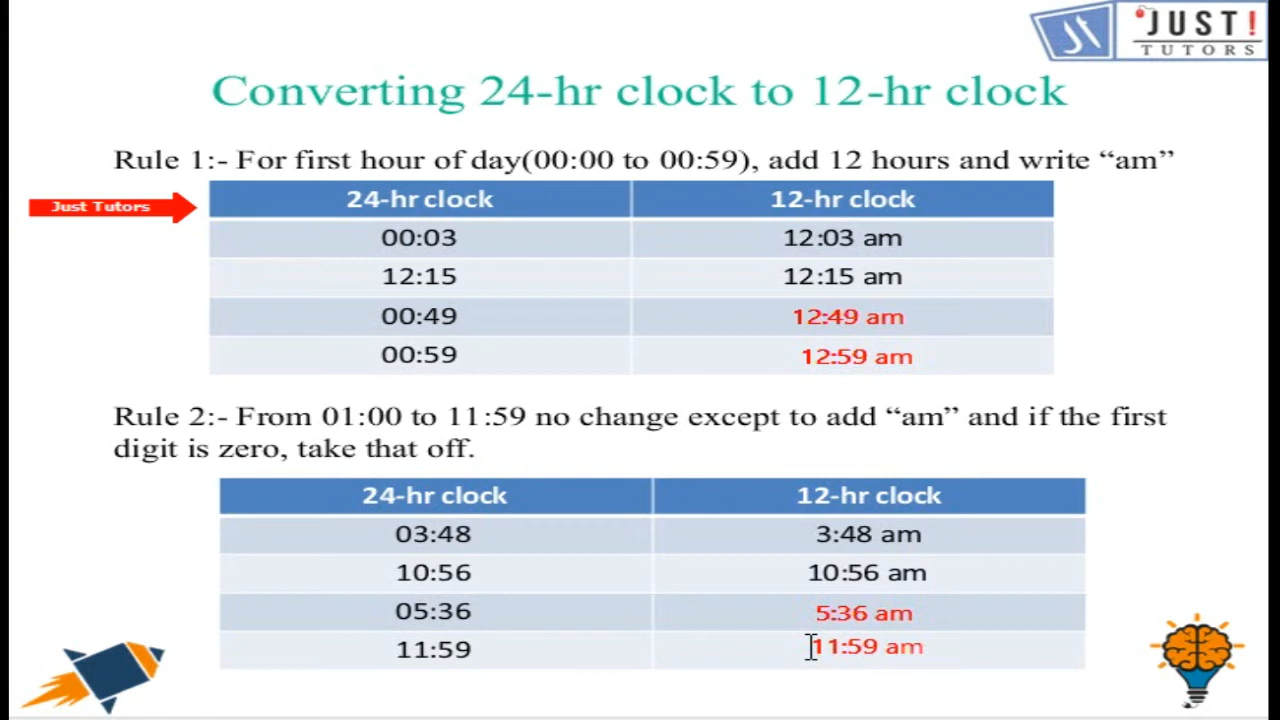 JUST!
TUTORS
Converting 24-hr clock to 12-hr clock
Rule 1:- For first hour of day(00:00 to 00:59), add 12 hours and write “am”
Just Tutors
24-hr clock 12-hr clock
00:03 12:03 am
12:15 12:15 am
00:49 12:49 am
00:59 12:59 am
Rule 2:- From 01:00 to 11:59 no change except to add “am” and if the first
digit is zero, take that off.
24-hr clock 12-hr clock
03:48 3:48 am
10:56 10:56 am
05:36 5:36 am
11:59 11:59 am